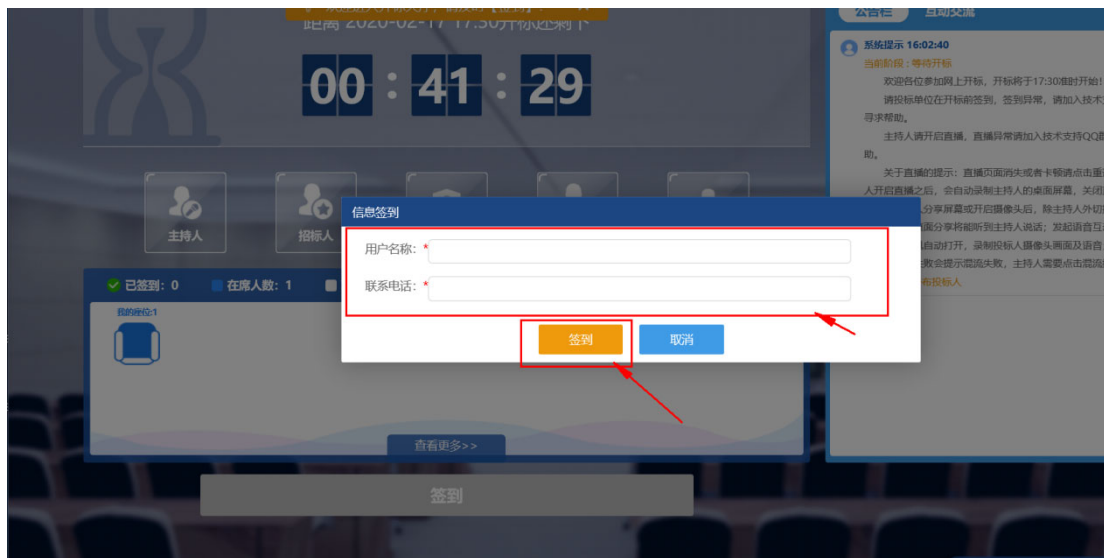 距离 2020-02-17 17:30开标还剩下
00 : 41 : 29
公告栏 互动交流
系统提示 16:02:40
当前阶段：等待开标
欢迎各位参加网上开标，开标将于17:30准时开始！
请投标单位在开标前签到，签到异常，请加入技术
寻求帮助。
主持人请开启直播，直播异常请加入技术支持QQ
助。
关于直播的提示：直播页面消失或者卡顿请点击重
人开启直播之后，会自动录制主持人的桌面屏幕，关闭
分享屏幕或开启摄像头后，除主持人外切
面分享将能听到主持人说话；发起语音互
自动打开，录制投标人摄像头画面及语音
败会提示混流失败，主持人需要点击混流
布投标人
主持人
招标人
信息签到
用户名称：*
联系电话：*
签到
取消
已签到：0 在席人数：1
我的座位:1
查看更多>>
签到